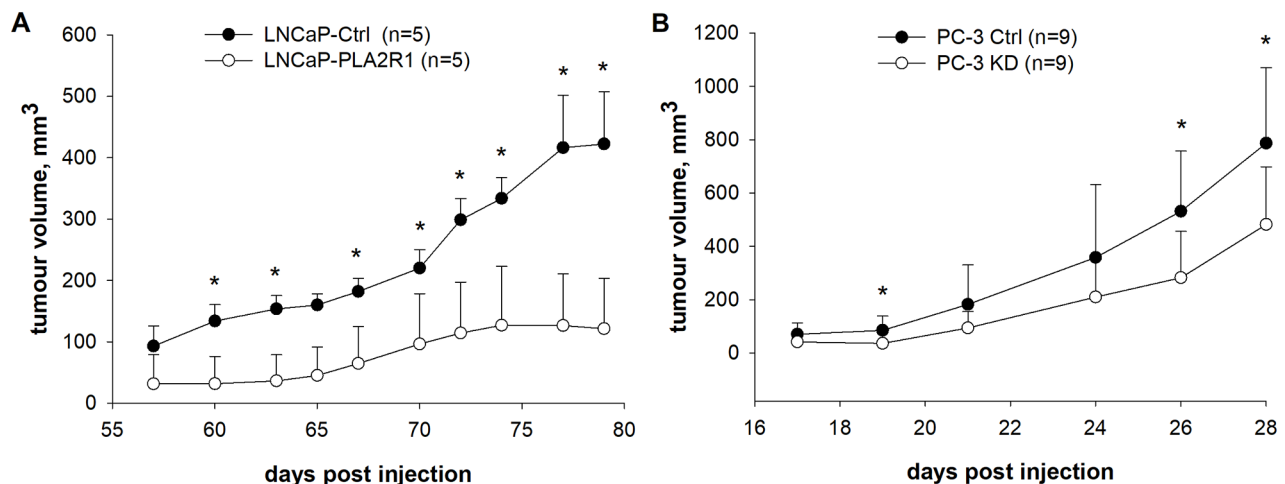 A
LNCaP-Ctrl (n=5)
LNCaP-PLA2R1 (n=5)
tumour volume, mm³
600
500
400
300
200
100
0
* * * * * * * *
55 60 65 70 75 80
days post injection
B
PC-3 Ctrl (n=9)
PC-3 KD (n=9)
tumour volume, mm³
1200
1000
800
600
400
200
0
* * *
16 18 20 22 24 26 28
days post injection